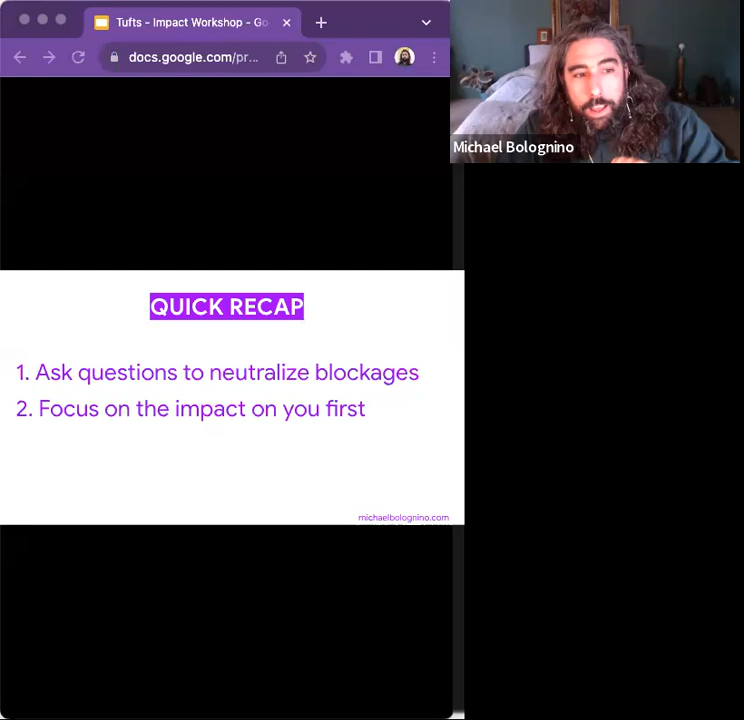 Tufts - Impact Workshop - Go
docs.google.com/pr...
Michael Bolognino
QUICK RECAP
1. Ask questions to neutralize blockages
2. Focus on the impact on you first
michaelbolognino.com